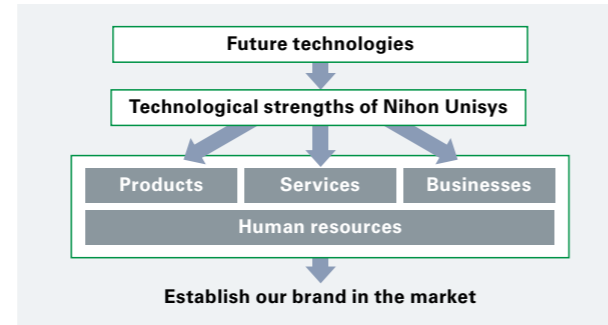 Future technologies
Technological strengths of Nihon Unisys
Products Services Businesses
Human resources
Establish our brand in the market